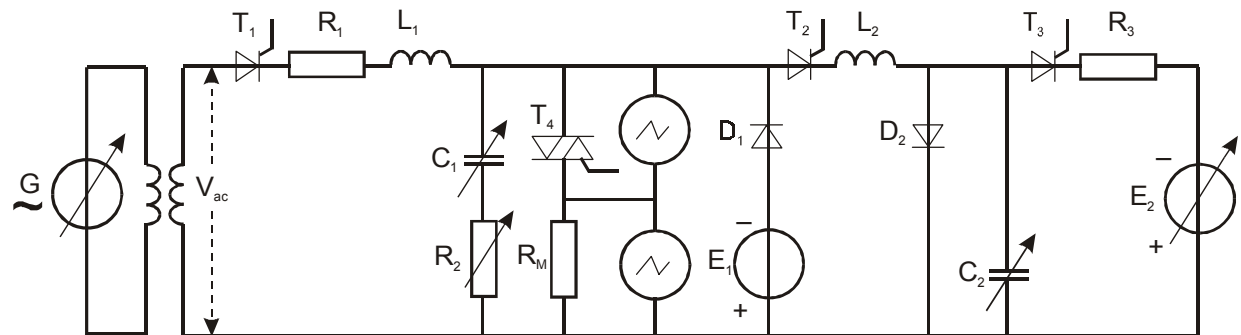 T1 R1 L1 T2 L2 T3 R3
T4 D1 D2
C1
G Vac − E2
~
− +
R2 RM E1 C2
+